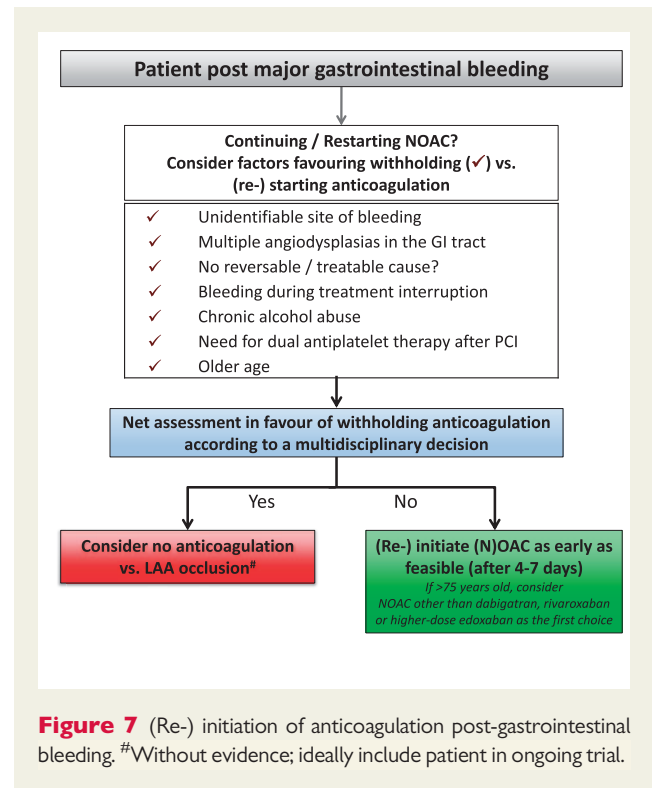 Patient post major gastrointestinal bleeding
Continuing / Restarting NOAC?
Consider factors favouring withholding (✓) vs.
(re-) starting anticoagulation
✓ Unidentifiable site of bleeding
✓ Multiple angiodysplasias in the GI tract
✓ No reversable / treatable cause?
✓ Bleeding during treatment interruption
✓ Chronic alcohol abuse
✓ Need for dual antiplatelet therapy after PCI
✓ Older age
Net assessment in favour of withholding anticoagulation
according to a multidisciplinary decision
Yes
No
Consider no anticoagulation
vs. LAA occlusion#
(Re-) initiate (N)OAC as early as
feasible (after 4-7 days)
If >75 years old, consider
NOAC other than dabigatran, rivaroxaban
or higher-dose edoxaban as the first choice
Figure 7 (Re-) initiation of anticoagulation post-gastrointestinal
bleeding. #Without evidence; ideally include patient in ongoing trial.